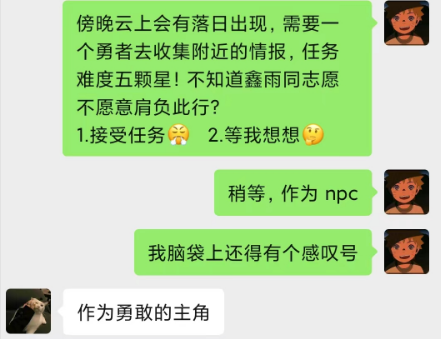 傍晚云上会有落日出现，需要一
个勇者去收集附近的情报，任务
难度五颗星！不知道鑫雨同志愿
不愿意肩负此行？
1.接受任务😤 2.等我想想🤔
稍等，作为 npc
我脑袋上还得有个感叹号
作为勇敢的主角